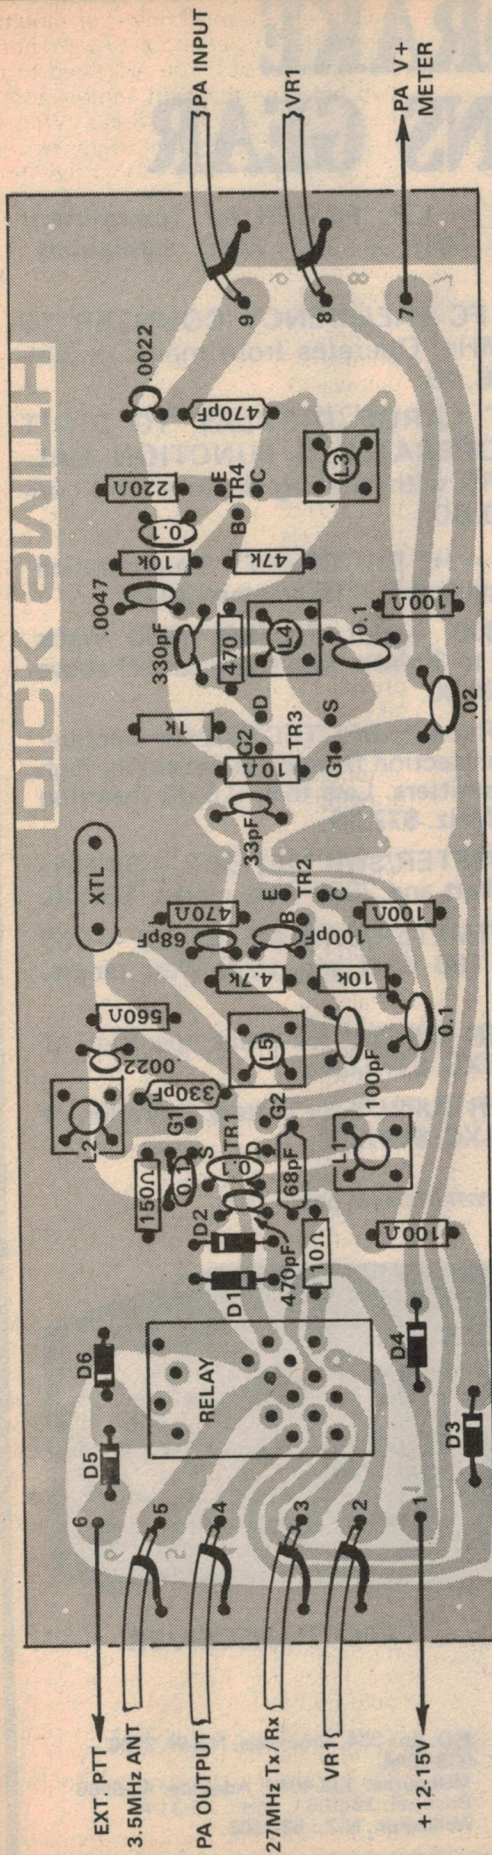 EXT. PTT
3.5MHz ANT
PA OUTPUT
27MHz Tx/Rx
VR1
+12-15V
6
5
4
3
2
1
D5
D6
RELAY
D4
D3
D1
D2
470pF
10Ω
100Ω
150Ω
0.1
S
TR1
0.1
D
G1
G2
68pF
330pF
L2
.0022
560Ω
L5
L1
100pF
0.1
4.7k
10k
68pF
470Ω
100pF
B
E
TR2
C
100Ω
XTL
33pF
10Ω
G2
D
TR3
G1
S
1k
330pF
470
L4
0.1
.02
100Ω
.0047
10k
0.1
220Ω
47k
B
E
TR4
C
L3
470pF
.0022
DICK SMITH
9
8
7
PA INPUT
VR1
PA V+
METER